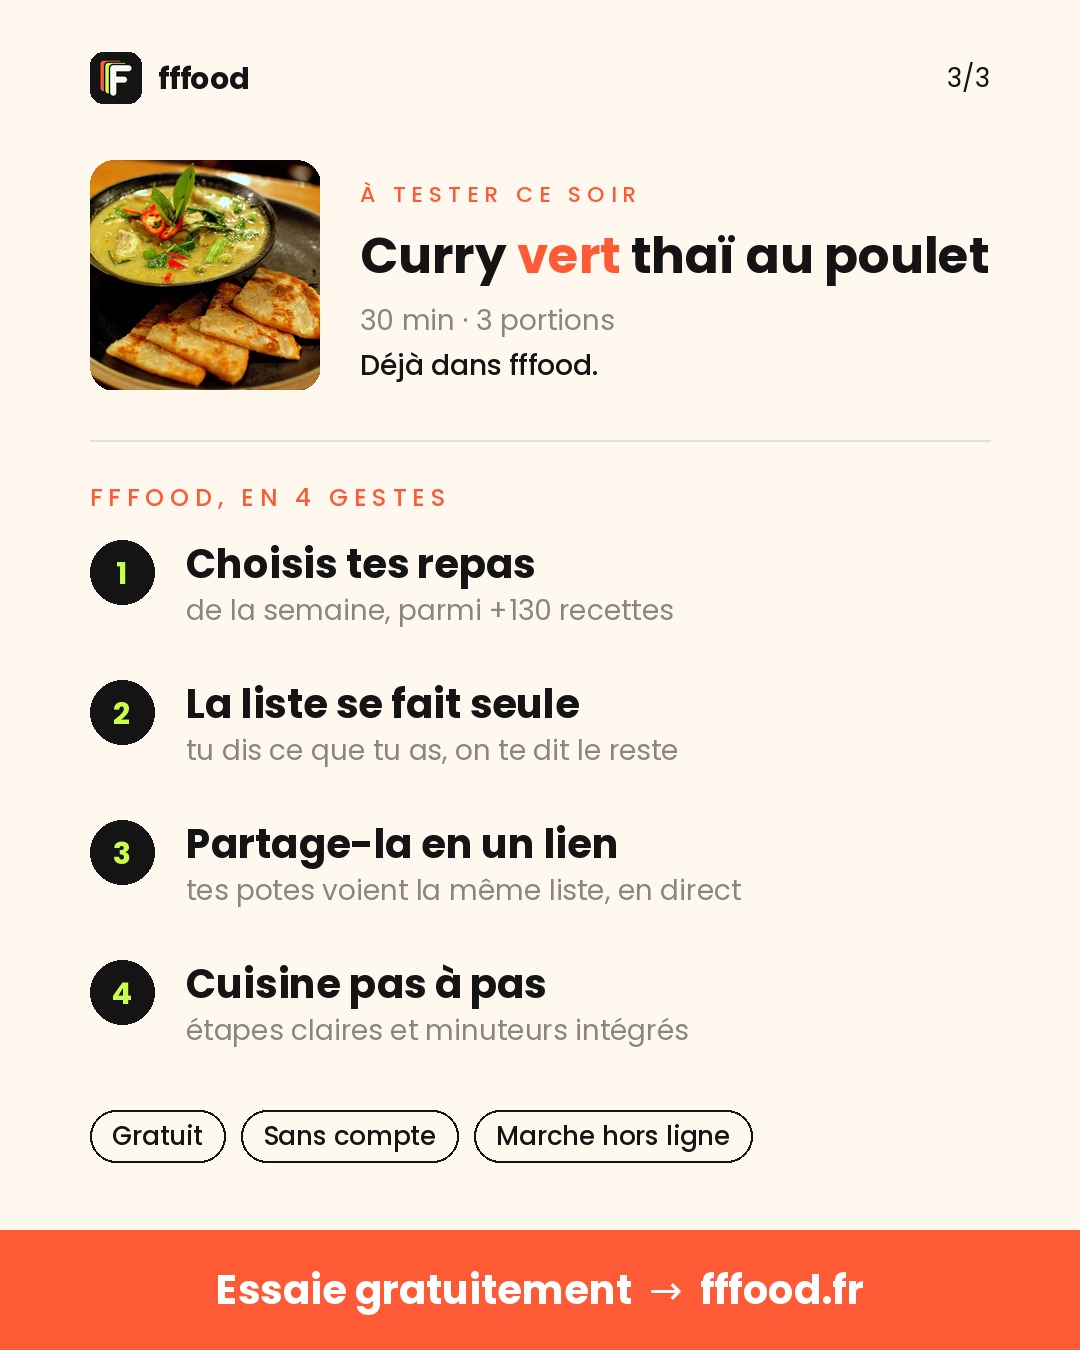 fffood
3/3
À TESTER CE SOIR
Curry vert thaï au poulet
30 min · 3 portions
Déjà dans fffood.
FFFOOD, EN 4 GESTES
1 Choisis tes repas
de la semaine, parmi +130 recettes
2 La liste se fait seule
tu dis ce que tu as, on te dit le reste
3 Partage-la en un lien
tes potes voient la même liste, en direct
4 Cuisine pas à pas
étapes claires et minuteurs intégrés
Gratuit Sans compte Marche hors ligne
Essaie gratuitement → fffood.fr